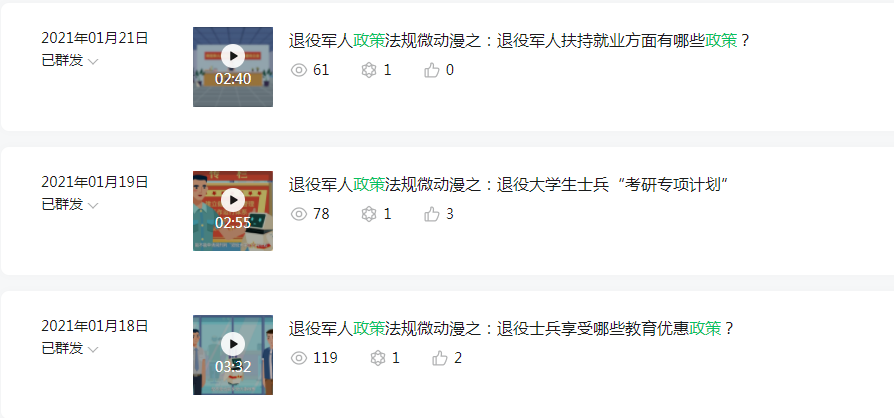 2021年01月21日
已群发
02:40
退役军人政策法规微动漫之：退役军人扶持就业方面有哪些政策？
61 1 0
2021年01月19日
已群发
02:55
退役军人政策法规微动漫之：退役大学生士兵“考研专项计划”
78 1 3
2021年01月18日
已群发
03:32
退役军人政策法规微动漫之：退役士兵享受哪些教育优惠政策？
119 1 2